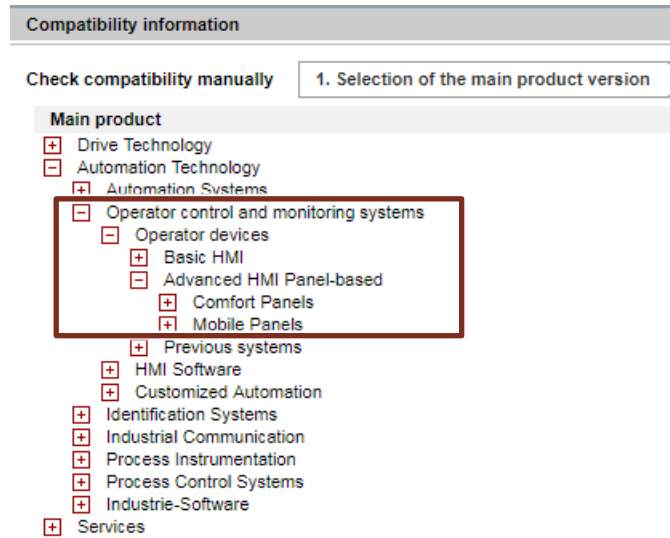 Compatibility information
Check compatibility manually 1. Selection of the main product version
Main product
Drive Technology
Automation Technology
Automation Systems
Operator control and monitoring systems
Operator devices
Basic HMI
Advanced HMI Panel-based
Comfort Panels
Mobile Panels
Previous systems
HMI Software
Customized Automation
Identification Systems
Industrial Communication
Process Instrumentation
Process Control Systems
Industrie-Software
Services